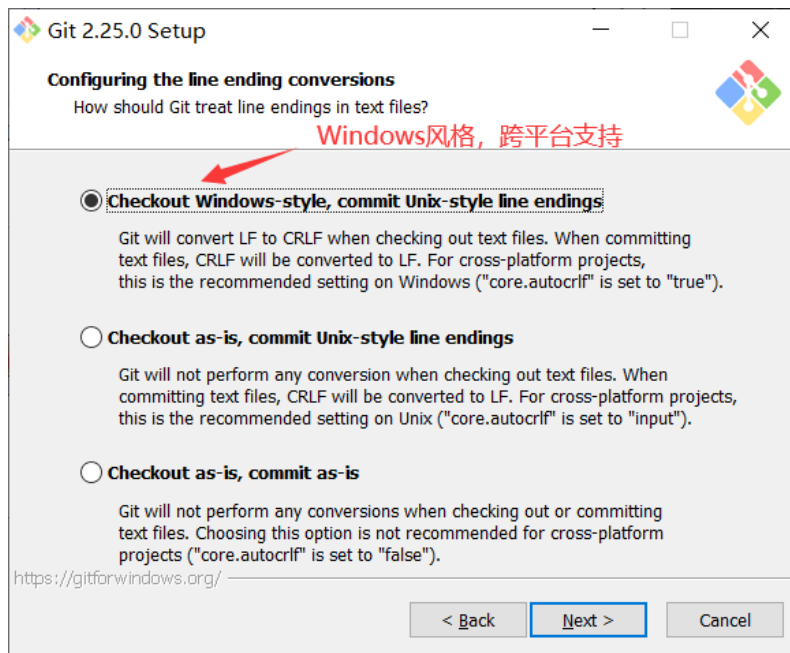 Git 2.25.0 Setup
Configuring the line ending conversions
How should Git treat line endings in text files?
Windows风格，跨平台支持
Checkout Windows-style, commit Unix-style line endings
Git will convert LF to CRLF when checking out text files. When committing
text files, CRLF will be converted to LF. For cross-platform projects,
this is the recommended setting on Windows ("core.autocrlf" is set to "true").
Checkout as-is, commit Unix-style line endings
Git will not perform any conversion when checking out text files. When
committing text files, CRLF will be converted to LF. For cross-platform projects,
this is the recommended setting on Unix ("core.autocrlf" is set to "input").
Checkout as-is, commit as-is
Git will not perform any conversions when checking out or committing
text files. Choosing this option is not recommended for cross-platform
projects ("core.autocrlf" is set to "false").
https://gitforwindows.org/
< Back Next > Cancel